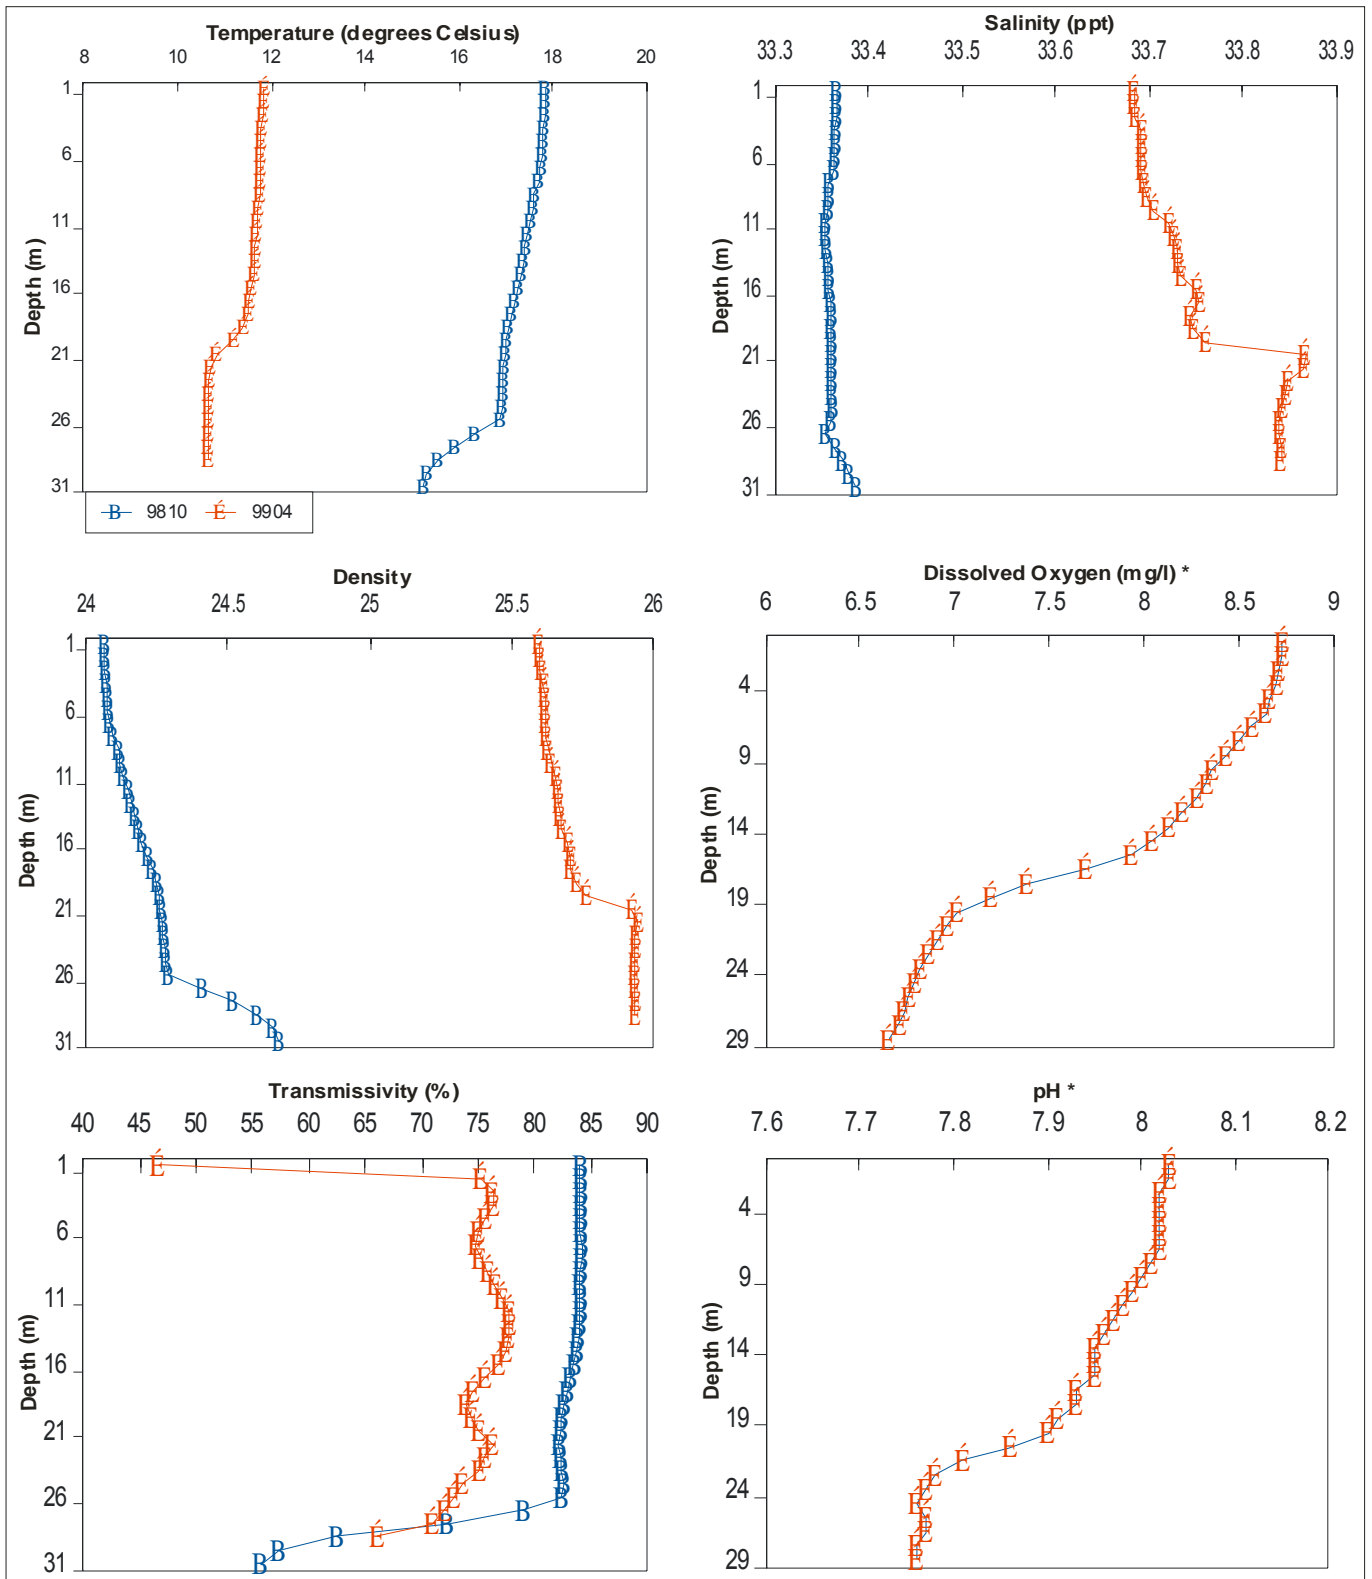 Temperature (degrees Celsius)
8 10 12 14 16 18 20
Depth (m)
1
6
11
16
21
26
31
B 9810 É 9904
Salinity (ppt)
33.3 33.4 33.5 33.6 33.7 33.8 33.9
Depth (m)
1
6
11
16
21
26
31
Density
24 24.5 25 25.5 26
Depth (m)
1
6
11
16
21
26
31
Dissolved Oxygen (mg/l) *
6 6.5 7 7.5 8 8.5 9
Depth (m)
4
9
14
19
24
29
Transmissivity (%)
40 45 50 55 60 65 70 75 80 85 90
Depth (m)
1
6
11
16
21
26
31
pH *
7.6 7.7 7.8 7.9 8 8.1 8.2
Depth (m)
4
9
14
19
24
29